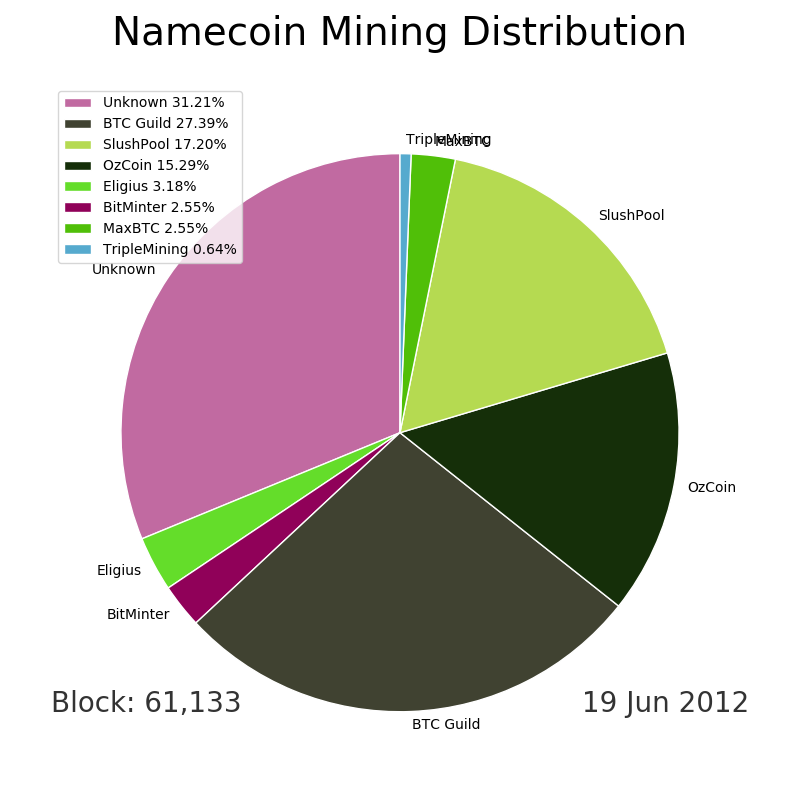 Namecoin Mining Distribution
Unknown 31.21%
BTC Guild 27.39%
SlushPool 17.20%
OzCoin 15.29%
Eligius 3.18%
BitMinter 2.55%
MaxBTC 2.55%
TripleMining 0.64%
TripleMining
MaxBTC
SlushPool
Unknown
OzCoin
Eligius
BitMinter
Block: 61,133
19 Jun 2012
BTC Guild